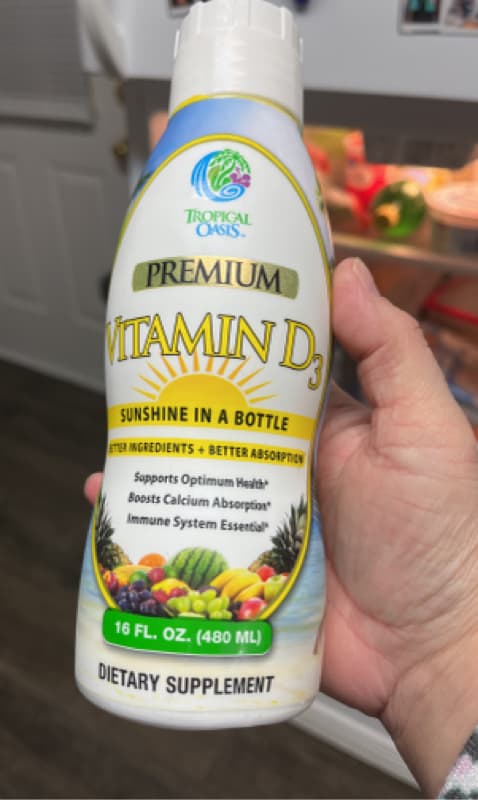 TROPICAL
OASIS™
PREMIUM
VITAMIN D3
SUNSHINE IN A BOTTLE
BETTER INGREDIENTS + BETTER ABSORPTION
Supports Optimum Health*
Boosts Calcium Absorption*
Immune System Essential*
16 FL. OZ. (480 ML)
DIETARY SUPPLEMENT